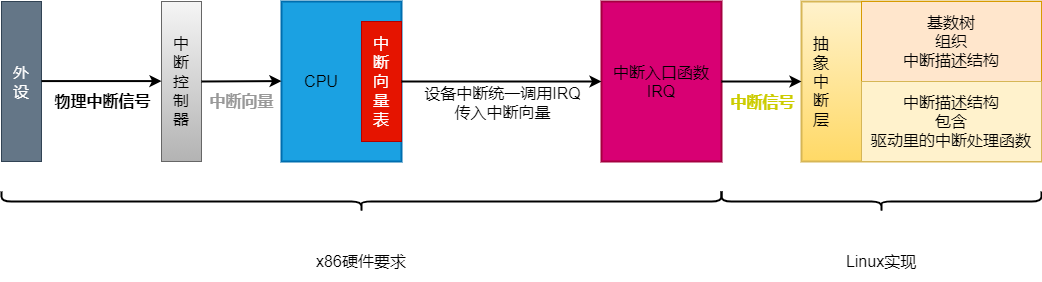 外设
物理中断信号
中断控制器
中断向量
CPU
中断向量表
设备中断统一调用IRQ
传入中断向量
中断入口函数
IRQ
中断信号
抽象中断层
基数树
组织
中断描述结构
中断描述结构
包含
驱动里的中断处理函数
x86硬件要求
Linux实现